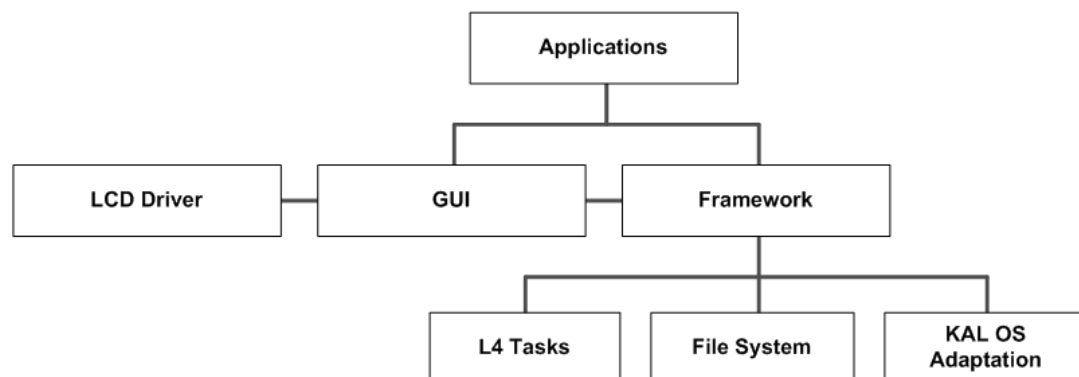 Applications
LCD Driver
GUI
Framework
L4 Tasks
File System
KAL OS
Adaptation